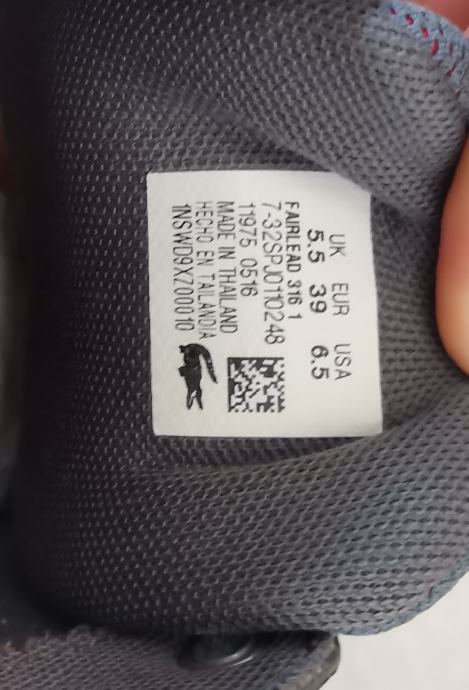 UK EUR USA
5.5 39 6.5
FAIRLEAD 316 1
7-32SPJ0110248
11975 0516
MADE IN THAILAND
HECHO EN TAILANDIA
1NSWD9XZ00010